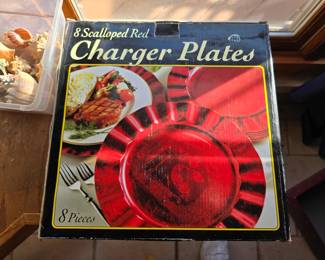 8 Scalloped Red
Charger Plates
8 Pieces